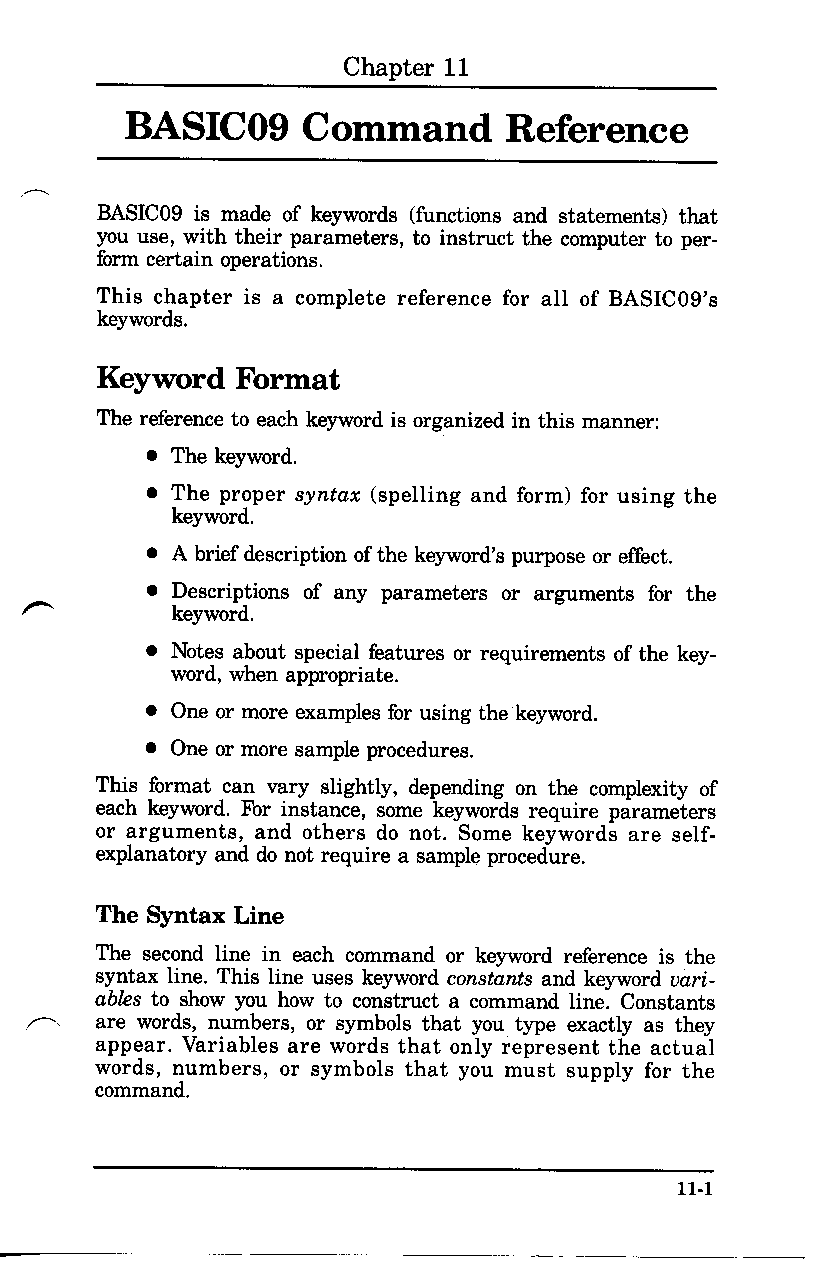 Chapter 11
BASIC09 Command Reference
BASIC09 is made of keywords (functions and statements) that
you use, with their parameters, to instruct the computer to per-
form certain operations.
This chapter is a complete reference for all of BASIC09's
keywords.
Keyword Format
The reference to each keyword is organized in this manner:
• The keyword.
• The proper syntax (spelling and form) for using the
keyword.
• A brief description of the keyword's purpose or effect.
• Descriptions of any parameters or arguments for the
keyword.
• Notes about special features or requirements of the key-
word, when appropriate.
• One or more examples for using the keyword.
• One or more sample procedures.
This format can vary slightly, depending on the complexity of
each keyword. For instance, some keywords require parameters
or arguments, and others do not. Some keywords are self-
explanatory and do not require a sample procedure.
The Syntax Line
The second line in each command or keyword reference is the
syntax line. This line uses keyword constants and keyword vari-
ables to show you how to construct a command line. Constants
are words, numbers, or symbols that you type exactly as they
appear. Variables are words that only represent the actual
words, numbers, or symbols that you must supply for the
command.
11-1